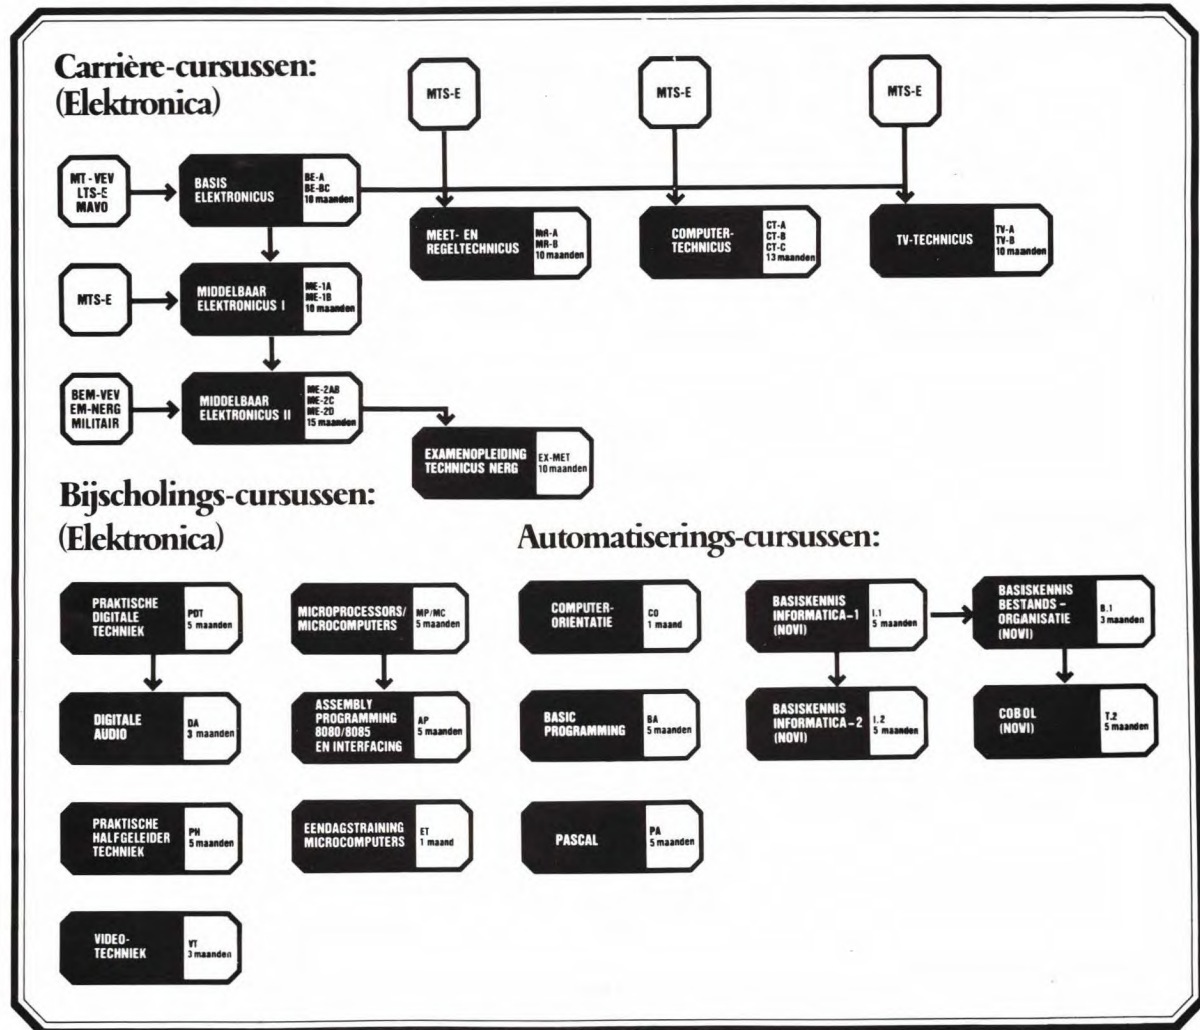 Carrière-cursussen:
(Elektronica)
MTS-E
MTS-E
MTS-E
MT-VEV
LTS-E
MAVO
BASIS
ELEKTRONICUS
BE-A
BE-BC
10 maanden
MEET- EN
REGELTECHNICUS
MR-A
MR-B
10 maanden
COMPUTER-
TECHNICUS
CT-A
CT-B
CT-C
13 maanden
TV-TECHNICUS
TV-A
TV-B
10 maanden
MTS-E
MIDDELBAAR
ELEKTRONICUS I
ME-1A
ME-1B
10 maanden
BEM-VEV
EM-NERG
MILITAIR
MIDDELBAAR
ELEKTRONICUS II
ME-2AB
ME-2C
ME-2D
15 maanden
EXAMENOPLEIDING
TECHNICUS NERG
EX-MET
10 maanden
Bijscholings-cursussen:
(Elektronica)
PRAKTISCHE
DIGITALE
TECHNIEK
PDT
5 maanden
MICROPROCESSORS/
MICROCOMPUTERS
MP/MC
5 maanden
DIGITALE
AUDIO
DA
3 maanden
ASSEMBLY
PROGRAMMING
8080/8085
EN INTERFACING
AP
5 maanden
PRAKTISCHE
HALFGELEIDER
TECHNIEK
PH
5 maanden
EENDAGSTRAINING
MICROCOMPUTERS
ET
1 maand
VIDEO-
TECHNIEK
VT
3 maanden
Automatiserings-cursussen:
COMPUTER-
ORIENTATIE
CO
1 maand
BASISKENNIS
INFORMATICA-1
(NOVI)
I.1
5 maanden
BASISKENNIS
BESTANDS-
ORGANISATIE
(NOVI)
B.1
3 maanden
BASIC
PROGRAMMING
BA
5 maanden
BASISKENNIS
INFORMATICA-2
(NOVI)
I.2
5 maanden
COBOL
(NOVI)
T.2
5 maanden
PASCAL
PA
5 maanden